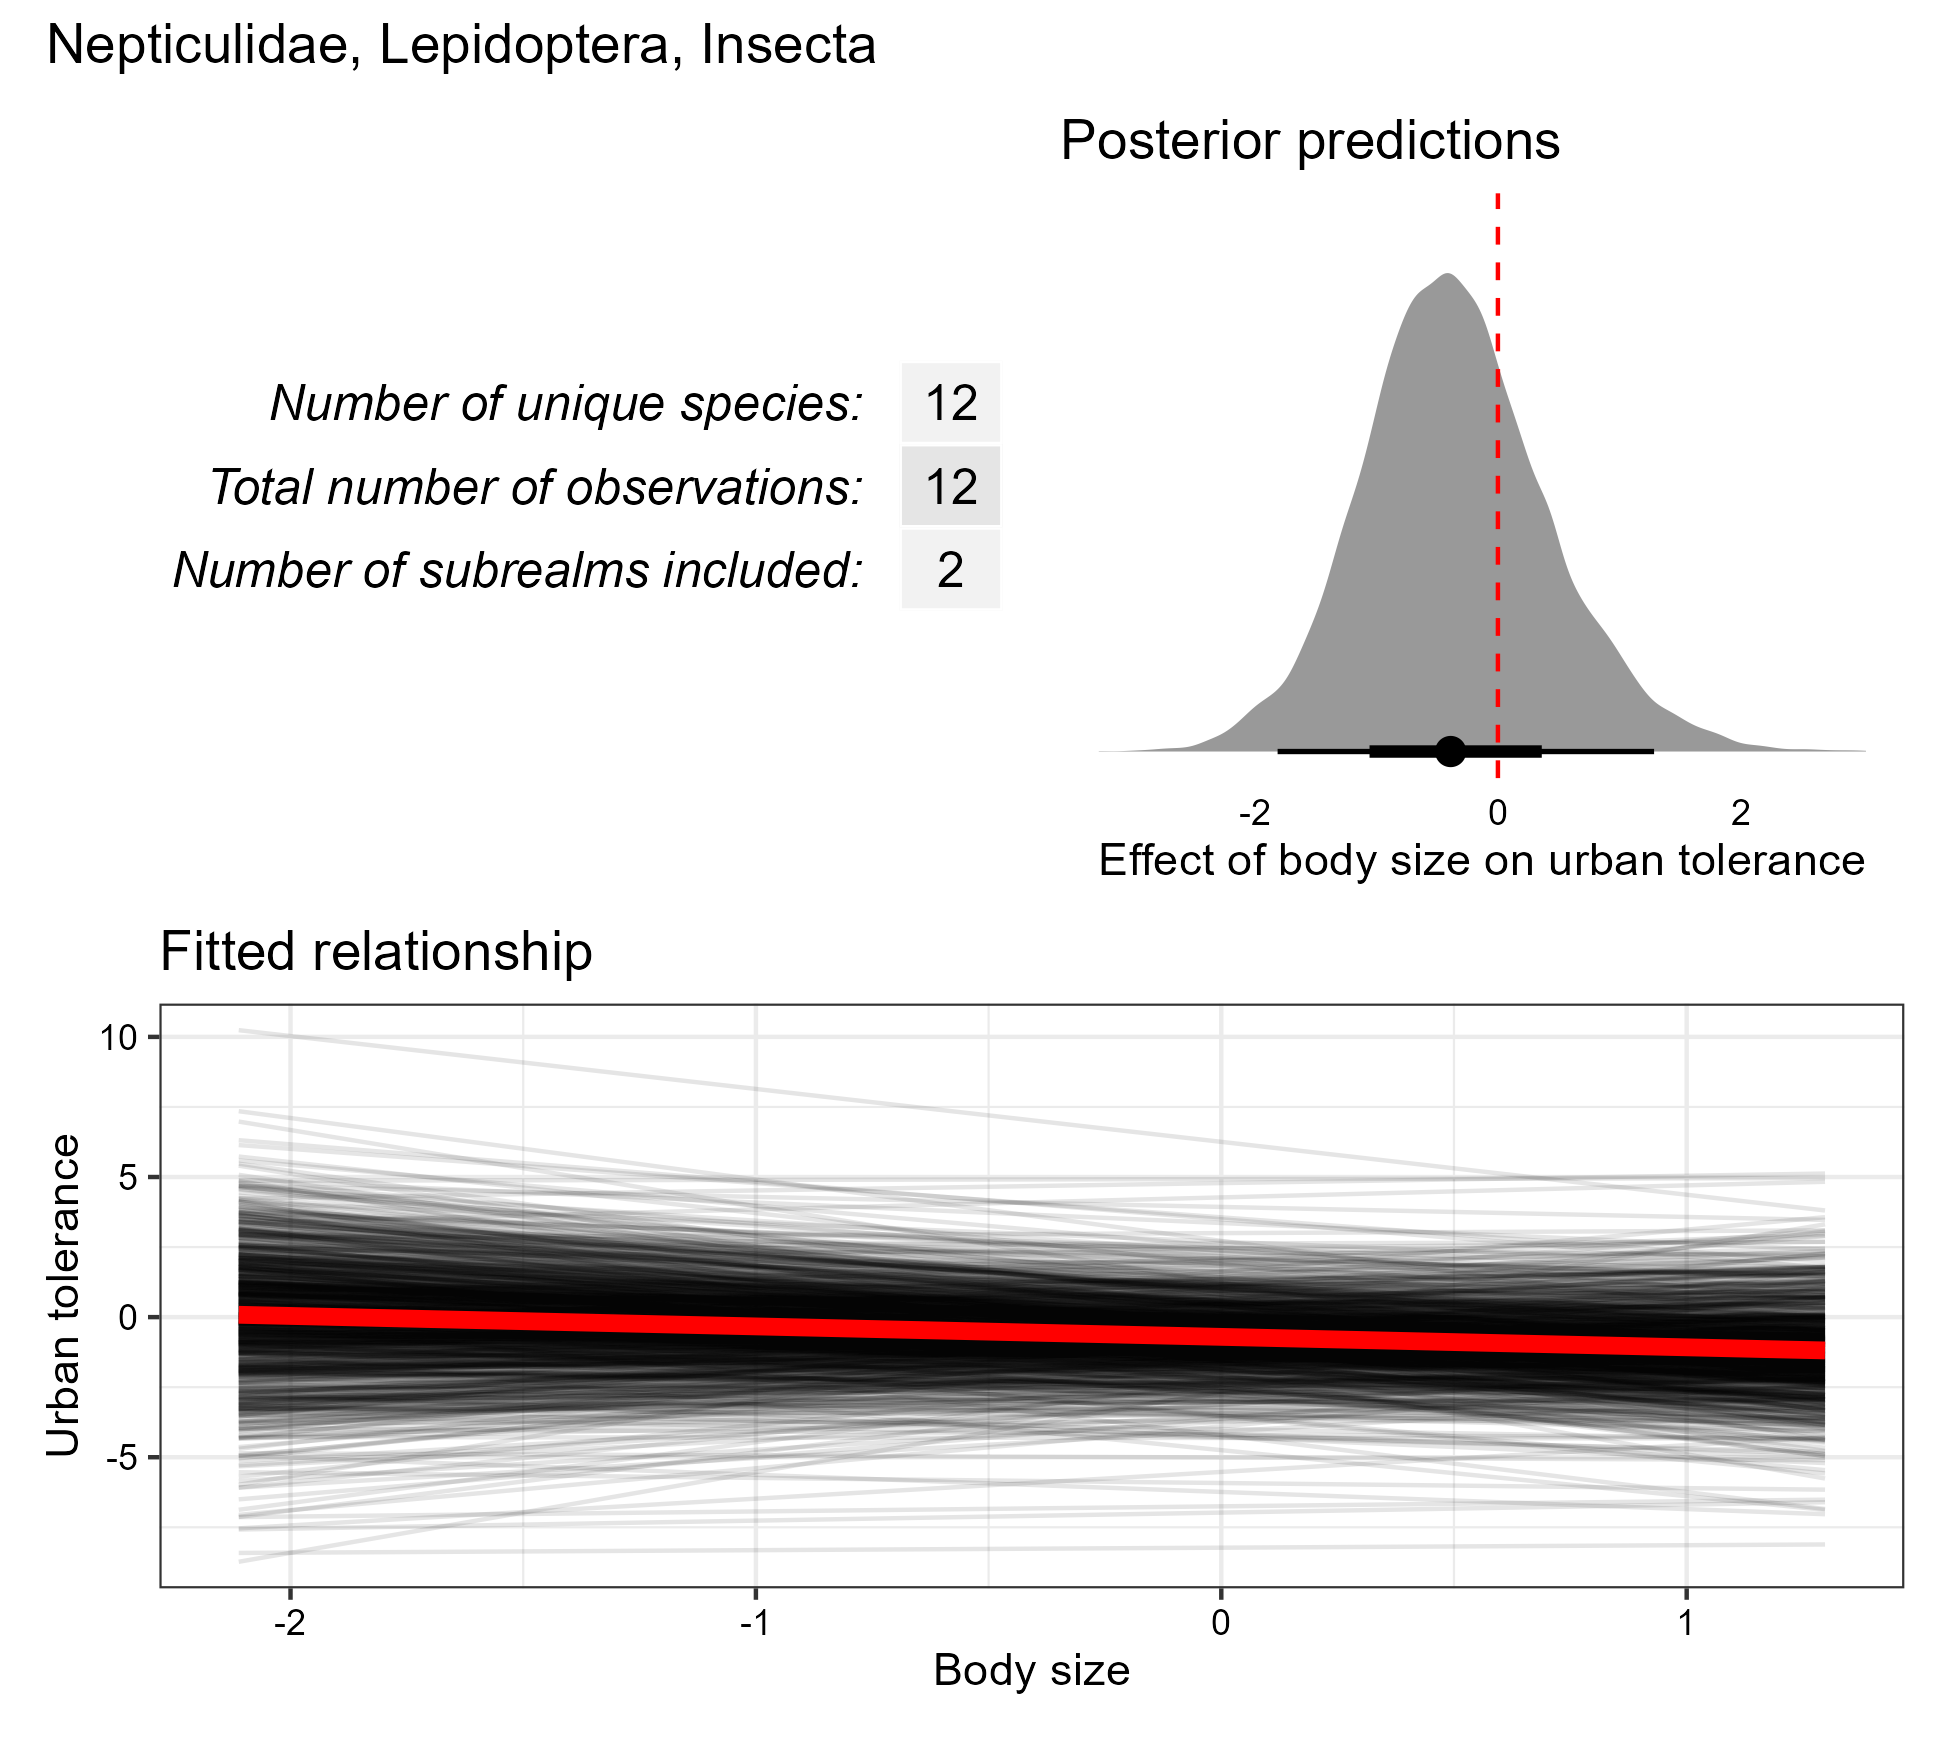 Nepticulidae, Lepidoptera, Insecta
Number of unique species: 12
Total number of observations: 12
Number of subrealms included: 2
Posterior predictions
-2 0 2
Effect of body size on urban tolerance
Fitted relationship
Urban tolerance
10
5
0
-5
-2 -1 0 1
Body size